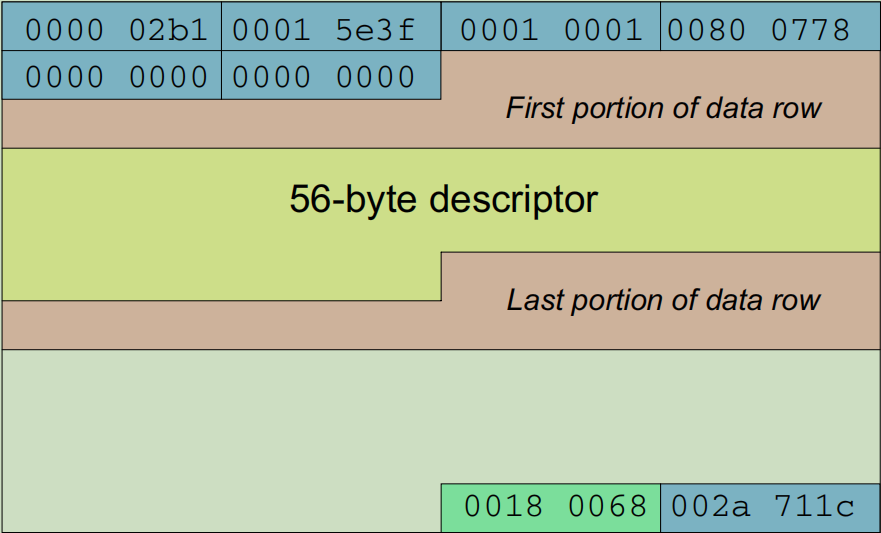 0000 02b1 0001 5e3f 0001 0001 0080 0778
0000 0000 0000 0000
First portion of data row
56-byte descriptor
Last portion of data row
0018 0068 002a 711c